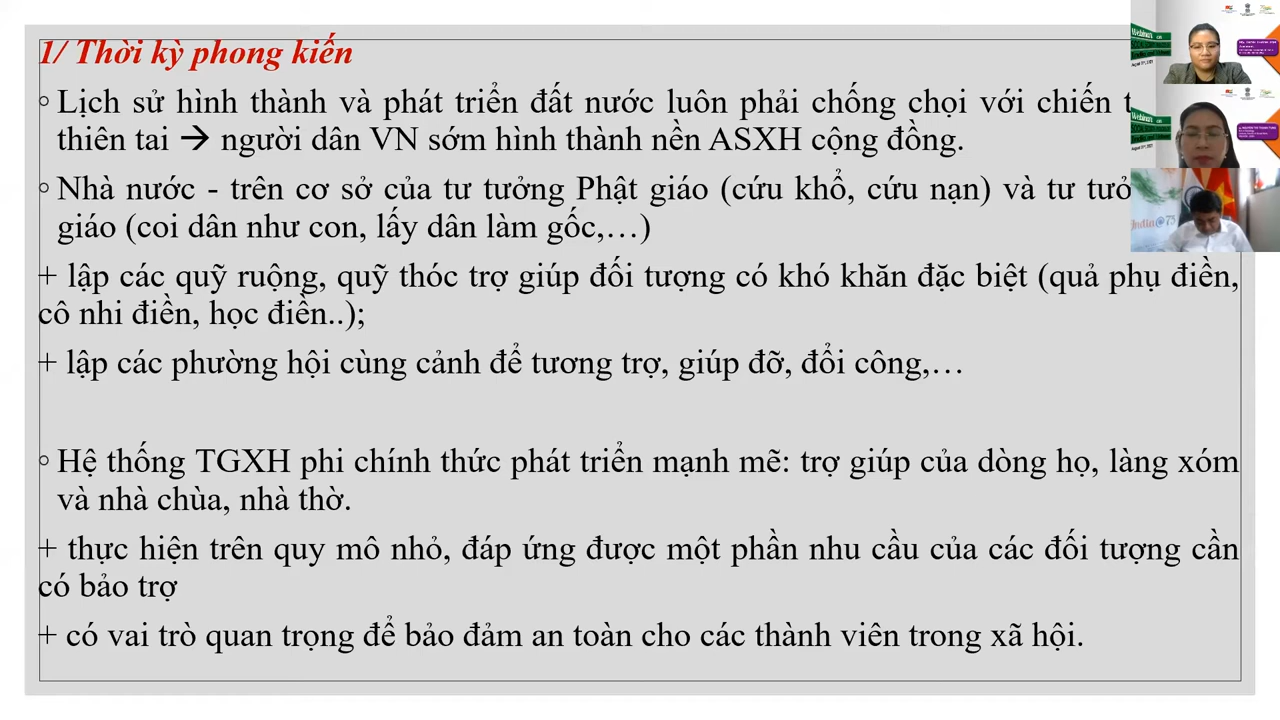 1/ Thời kỳ phong kiến
◦ Lịch sử hình thành và phát triển đất nước luôn phải chống chọi với chiến
thiên tai → người dân VN sớm hình thành nền ASXH cộng đồng.
◦ Nhà nước - trên cơ sở của tư tưởng Phật giáo (cứu khổ, cứu nạn) và tư
giáo (coi dân như con, lấy dân làm gốc,…)
+ lập các quỹ ruộng, quỹ thóc trợ giúp đối tượng có khó khăn đặc biệt (quả phụ điền,
cô nhi điền, học điền..);
+ lập các phường hội cùng cảnh để tương trợ, giúp đỡ, đổi công,…
◦ Hệ thống TGXH phi chính thức phát triển mạnh mẽ: trợ giúp của dòng họ, làng xóm
và nhà chùa, nhà thờ.
+ thực hiện trên quy mô nhỏ, đáp ứng được một phần nhu cầu của các đối tượng cần
có bảo trợ
+ có vai trò quan trọng để bảo đảm an toàn cho các thành viên trong xã hội.
Webinar
Webinar
India@75